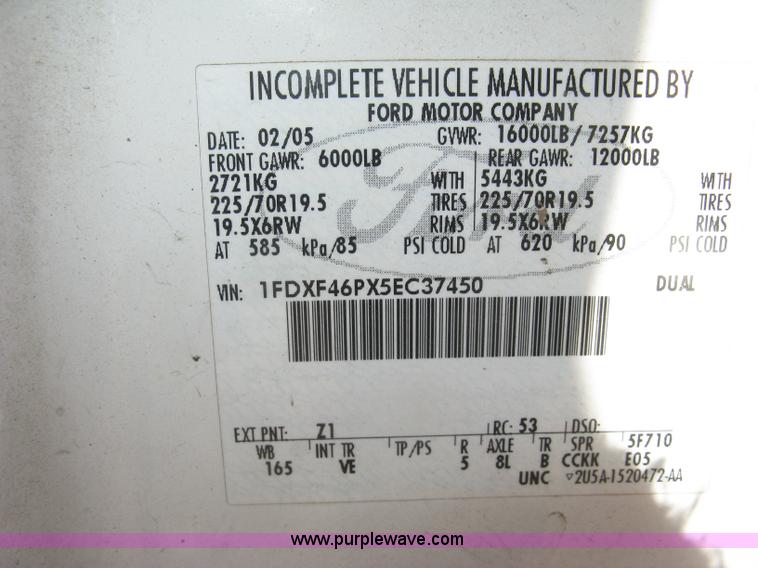 INCOMPLETE VEHICLE MANUFACTURED BY
FORD MOTOR COMPANY
DATE: 02/05 GVWR: 16000LB/7257KG
FRONT GAWR: 6000LB REAR GAWR: 12000LB
2721KG WITH 5443KG WITH
225/70R19.5 TIRES 225/70R19.5 TIRES
19.5X6RW RIMS 19.5X6RW RIMS
AT 585 kPa/85 PSI COLD AT 620 kPa/90 PSI COLD
VIN: 1FDXF46PX5EC37450 DUAL
EXT PNT: Z1 RC: 53 DSO:
WB INT TR TP/PS R AXLE TR SPR 5F710
165 VE 5 8L B CCKK E05
UNC ▽2U5A-1520472-AA
Ford
www.purplewave.com